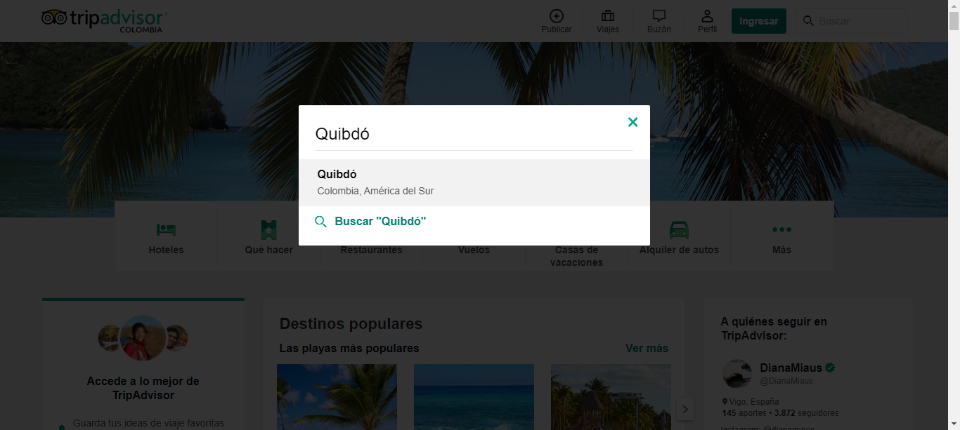 tripadvisor
COLOMBIA
Publicar
Viajes
Buzón
Perfil
Ingresar
Buscar
Quibdó
Quibdó
Colombia, América del Sur
Buscar "Quibdó"
Hoteles
Qué hacer
Restaurantes
Vuelos
Casas de
vacaciones
Alquiler de autos
Más
Accede a lo mejor de
TripAdvisor
Guarda tus ideas de viaje favoritas
Destinos populares
Las playas más populares
Ver más
A quiénes seguir en
TripAdvisor:
DianaMiaus
@DianaMiaus
Vigo, España
145 aportes • 3.872 seguidores